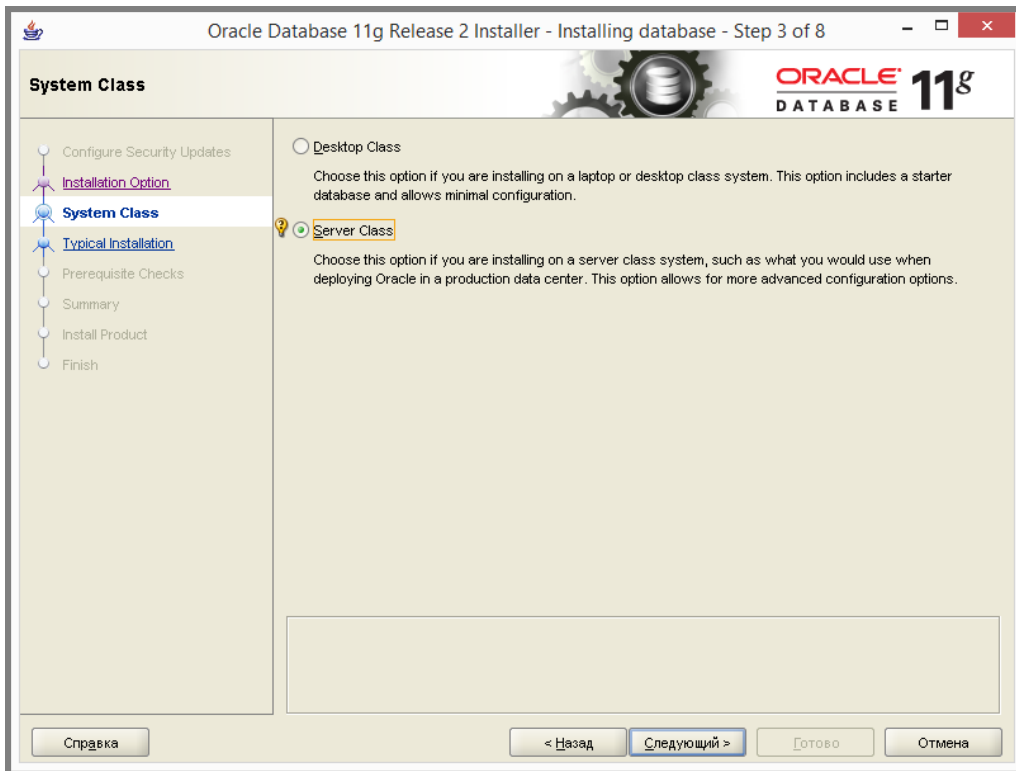 Oracle Database 11g Release 2 Installer - Installing database - Step 3 of 8
System Class
ORACLE
DATABASE
11g
Configure Security Updates
Installation Option
System Class
Typical Installation
Prerequisite Checks
Summary
Install Product
Finish
Desktop Class
Choose this option if you are installing on a laptop or desktop class system. This option includes a starter
database and allows minimal configuration.
Server Class
Choose this option if you are installing on a server class system, such as what you would use when
deploying Oracle in a production data center. This option allows for more advanced configuration options.
Справка
< Назад
Следующий >
Готово
Отмена